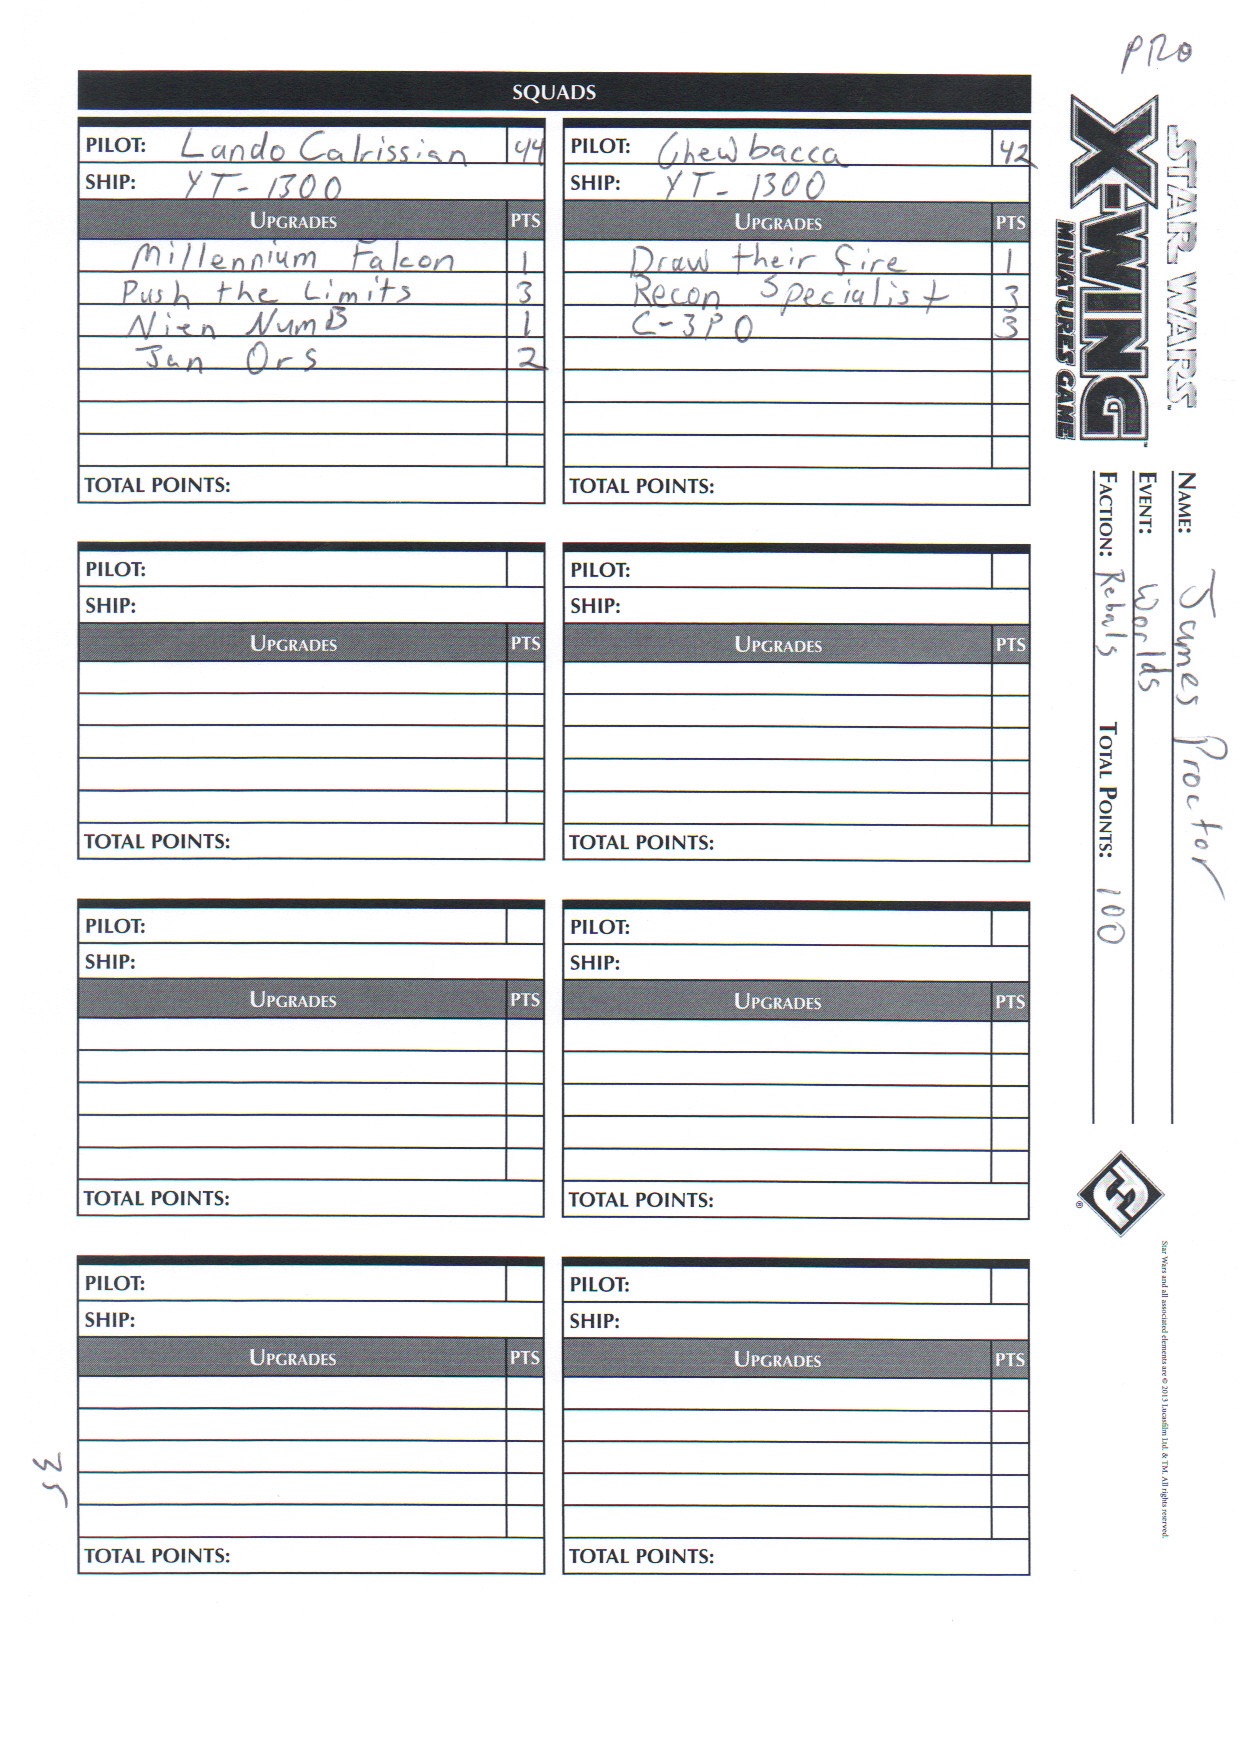 PRO
SQUADS
PILOT: Lando Calrissian 44
SHIP: YT-1300
UPGRADES PTS
Millennium Falcon 1
Push the Limits 3
Nien NumB 1
Jan Ors 2
TOTAL POINTS:
PILOT: Chewbacca 42
SHIP: YT-1300
UPGRADES PTS
Draw their fire 1
Recon Specialist 3
C-3PO 3
TOTAL POINTS:
PILOT:
SHIP:
UPGRADES PTS
TOTAL POINTS:
PILOT:
SHIP:
UPGRADES PTS
TOTAL POINTS:
PILOT:
SHIP:
UPGRADES PTS
TOTAL POINTS:
PILOT:
SHIP:
UPGRADES PTS
TOTAL POINTS:
PILOT:
SHIP:
UPGRADES PTS
TOTAL POINTS:
PILOT:
SHIP:
UPGRADES PTS
TOTAL POINTS:
35
STAR WARS™
X-WING™
MINIATURES GAME
NAME: James Proctor
EVENT: Worlds
FACTION: Rebals TOTAL POINTS: 100
Star Wars and all associated elements are © 2013 Lucasfilm Ltd. & TM. All rights reserved.